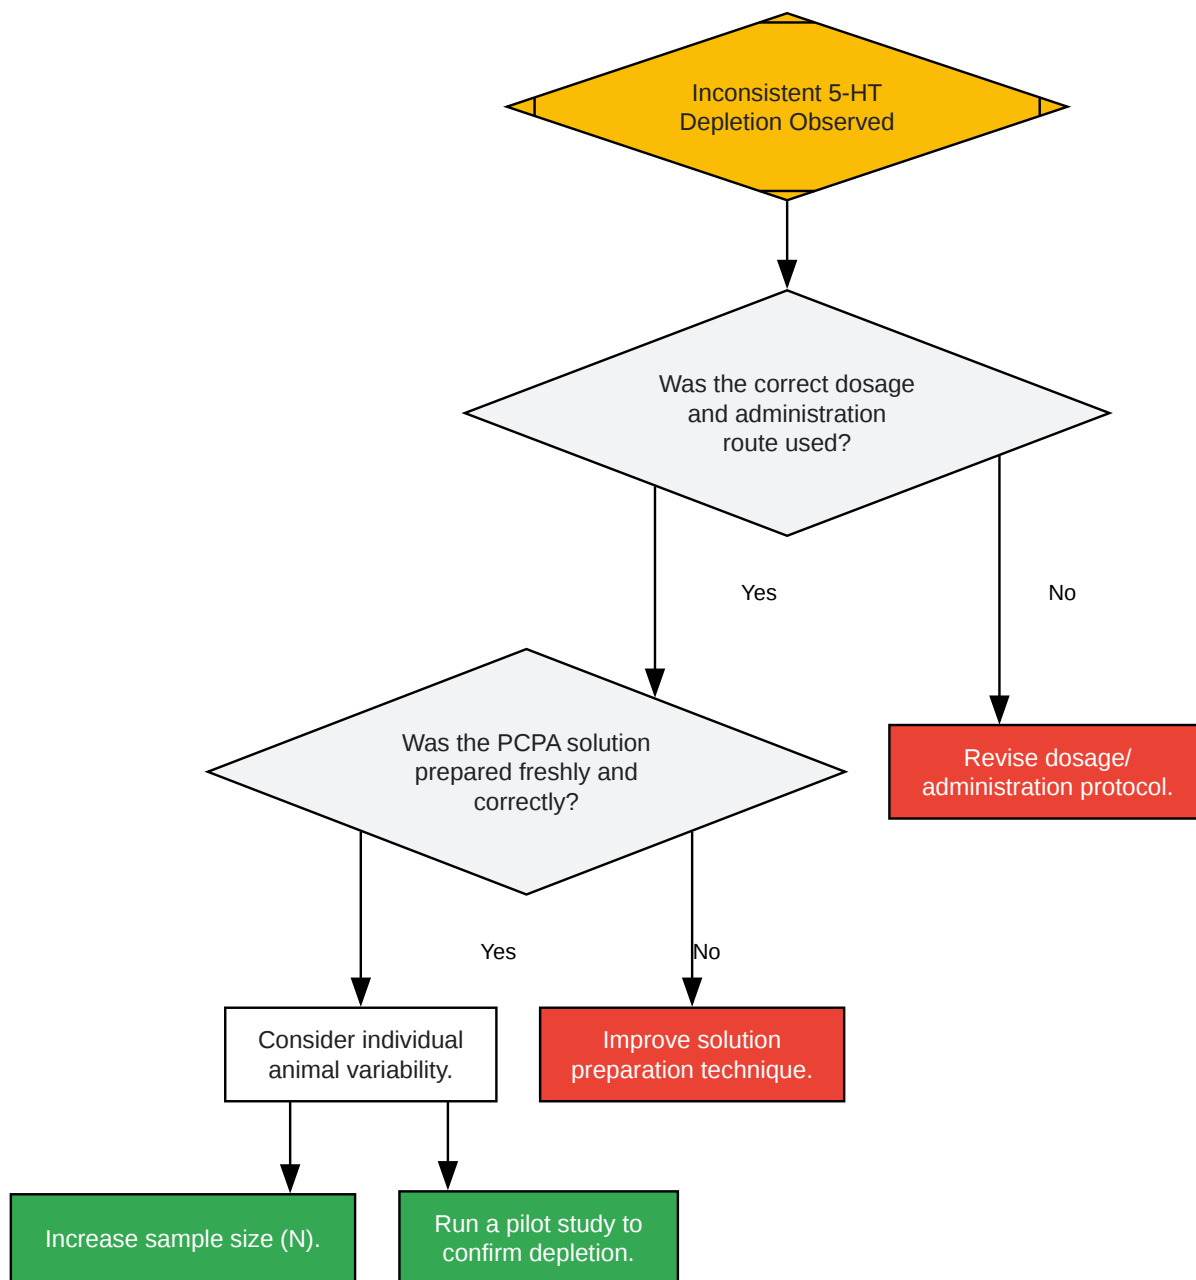 Inconsistent 5-HT
Depletion Observed
Was the correct dosage
and administration
route used?
Yes
No
Was the PCPA solution
prepared freshly and
correctly?
Revise dosage/
administration protocol.
Yes
No
Consider individual
animal variability.
Improve solution
preparation technique.
Increase sample size (N).
Run a pilot study to
confirm depletion.